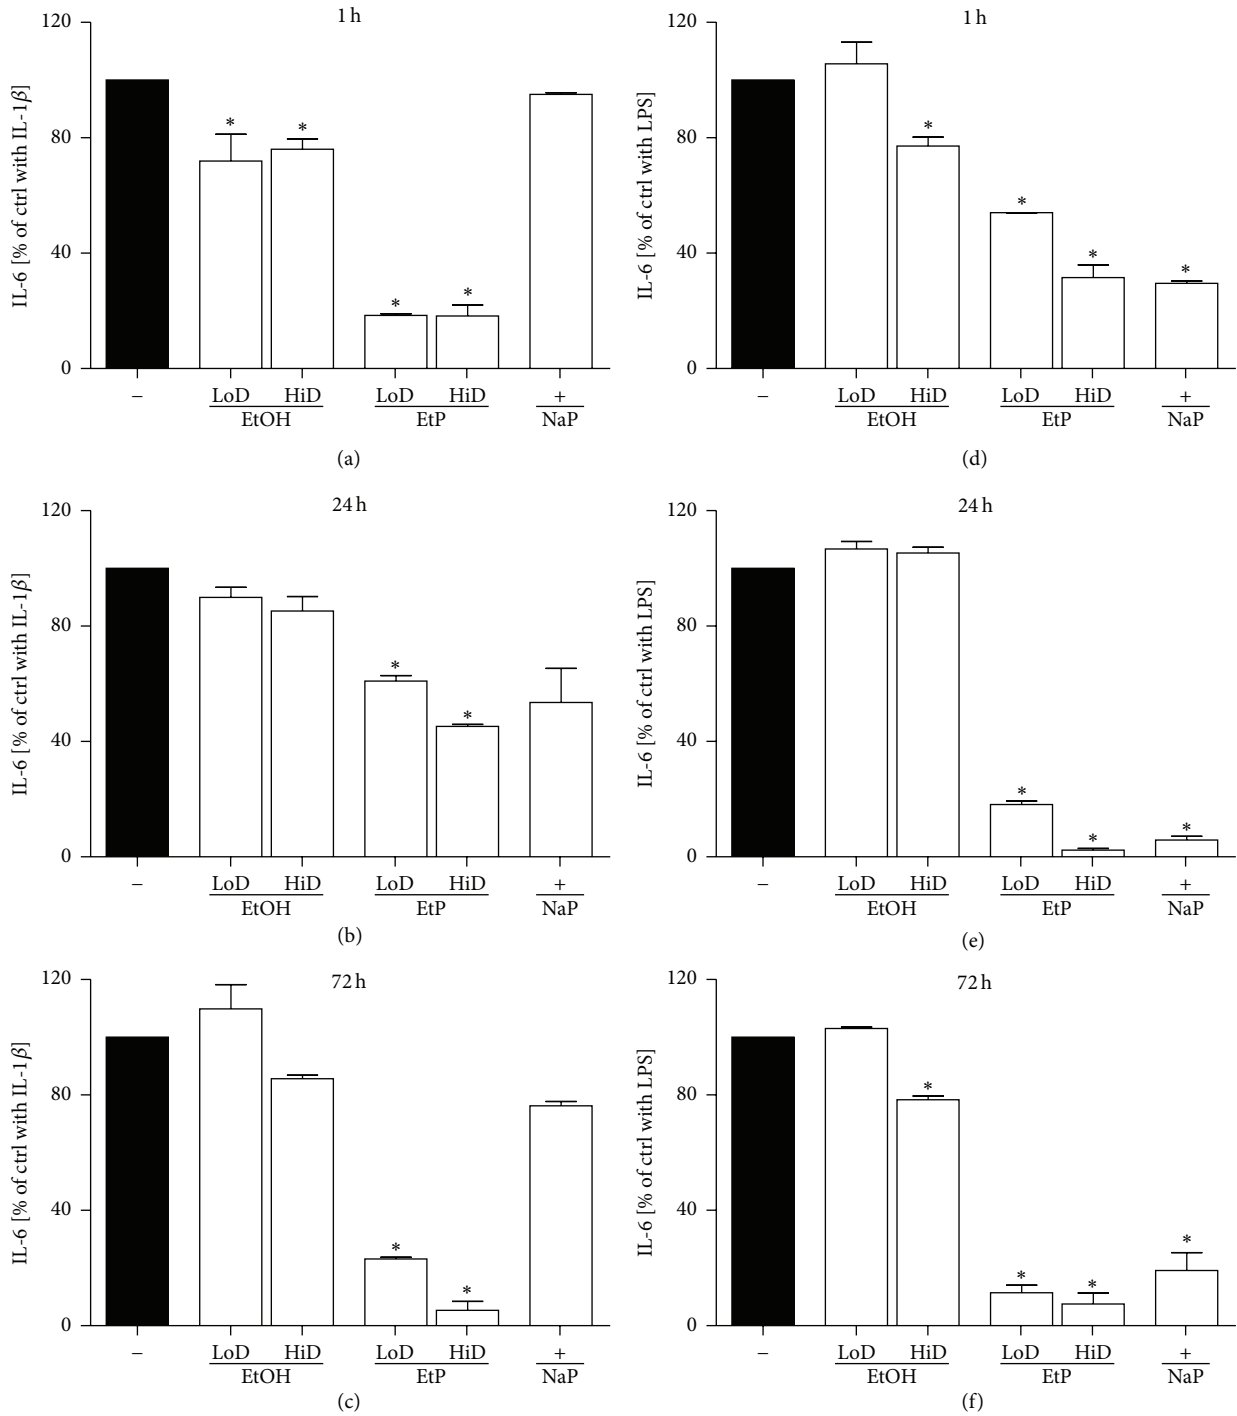 1 h
IL-6 [% of ctrl with IL-1β]
120
80
40
0
* * * *
– LoD HiD LoD HiD +
EtOH EtP NaP
(a)
24 h
IL-6 [% of ctrl with IL-1β]
120
80
40
0
* *
– LoD HiD LoD HiD +
EtOH EtP NaP
(b)
72 h
IL-6 [% of ctrl with IL-1β]
120
80
40
0
* *
– LoD HiD LoD HiD +
EtOH EtP NaP
(c)
1 h
IL-6 [% of ctrl with LPS]
120
80
40
0
* * * *
– LoD HiD LoD HiD +
EtOH EtP NaP
(d)
24 h
IL-6 [% of ctrl with LPS]
120
80
40
0
* * *
– LoD HiD LoD HiD +
EtOH EtP NaP
(e)
72 h
IL-6 [% of ctrl with LPS]
120
80
40
0
* * * *
– LoD HiD LoD HiD +
EtOH EtP NaP
(f)